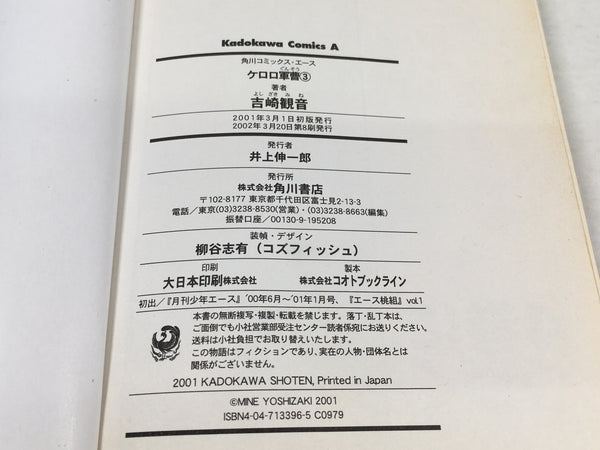 Kadokawa Comics A
角川コミックス・エース
ぐんそう
ケロロ軍曹③
著者
よし ざき み ね
吉崎観音
2001年3月1日初版発行
2002年3月20日第8刷発行
発行者
井上伸一郎
発行所
株式会社角川書店
〒102-8177 東京都千代田区富士見2-13-3
電話/東京(03)3238-8530(営業)・(03)3238-8663(編集)
振替口座/00130-9-195208
装幀・デザイン
柳谷志有(コズフィッシュ)
印刷 製本
大日本印刷株式会社 株式会社コオトブックライン
初出/『月刊少年エース』'00年6月〜'01年1月号、『エース桃組』vol.1
本書の無断複写・複製・転載を禁じます。落丁・乱丁本は、
ご面倒でも小社営業部受注センター読者係宛にお送りください。
送料は小社負担でお取り替えいたします。
この物語はフィクションであり、実在の人物・団体名とは
関係がございません。
2001 KADOKAWA SHOTEN, Printed in Japan
©MINE YOSHIZAKI 2001
ISBN4-04-713396-5 C0979